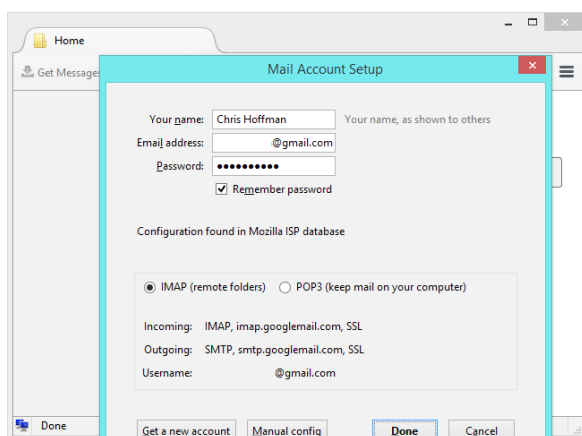 Home
Get Messages
Mail Account Setup
Your name: Chris Hoffman Your name, as shown to others
Email address: @gmail.com
Password: ••••••••••
Remember password
Configuration found in Mozilla ISP database
IMAP (remote folders) POP3 (keep mail on your computer)
Incoming: IMAP, imap.googlemail.com, SSL
Outgoing: SMTP, smtp.googlemail.com, SSL
Username: @gmail.com
Get a new account Manual config Done Cancel
Done